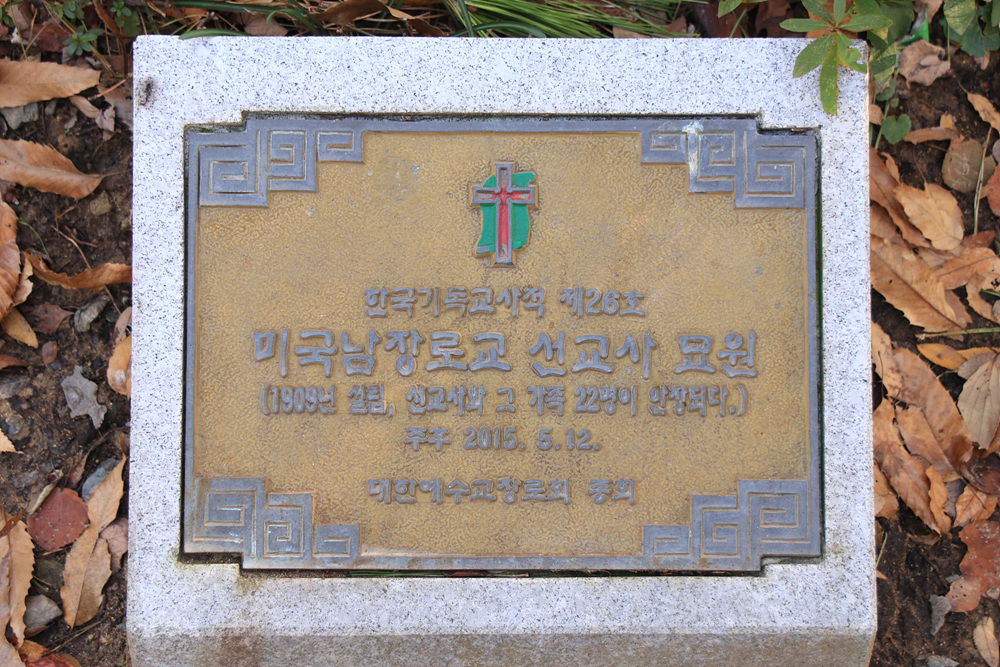 한국기독교사적 제26호
미국남장로교 선교사 묘원
(1909년 설립, 선교사와 그 가족 22명이 안장되다.)
주후 2015. 5.12.
대한예수교장로회 총회